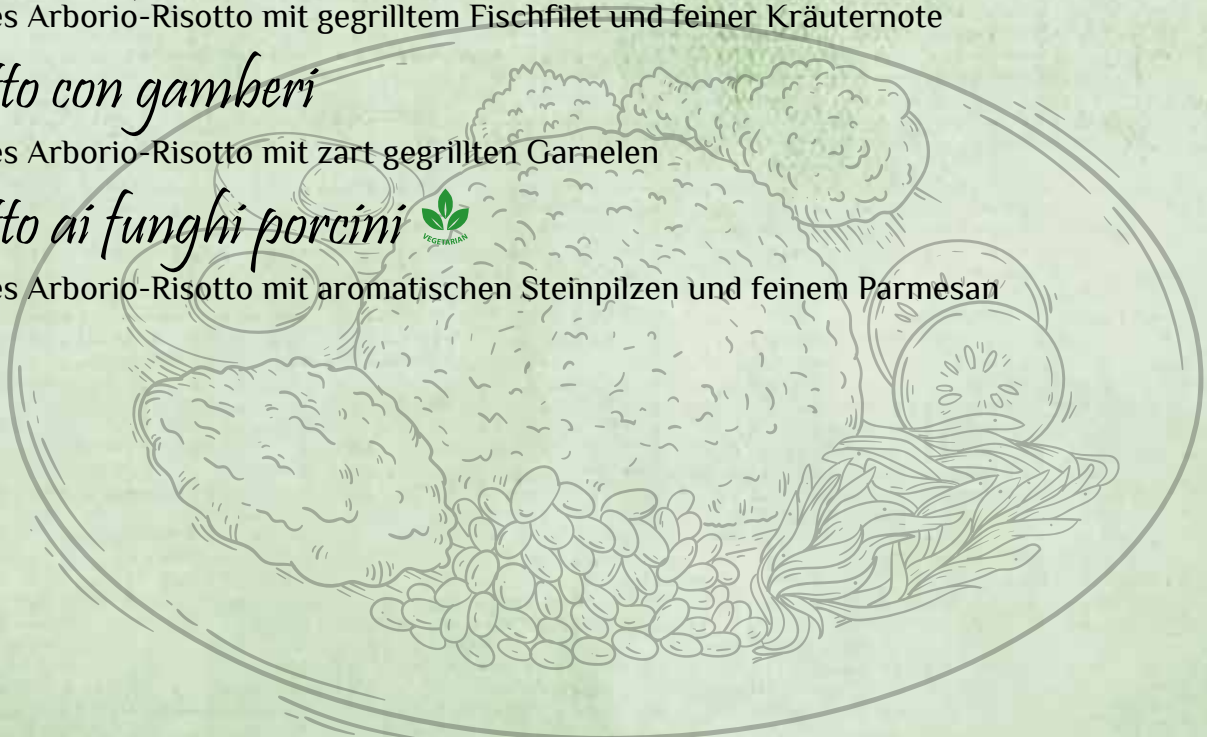 es Arborio-Risotto mit gegrilltem Fischfilet und feiner Kräuternote
tto con gamberi
es Arborio-Risotto mit zart gegrillten Garnelen
tto ai funghi porcini
VEGETARIAN
es Arborio-Risotto mit aromatischen Steinpilzen und feinem Parmesan